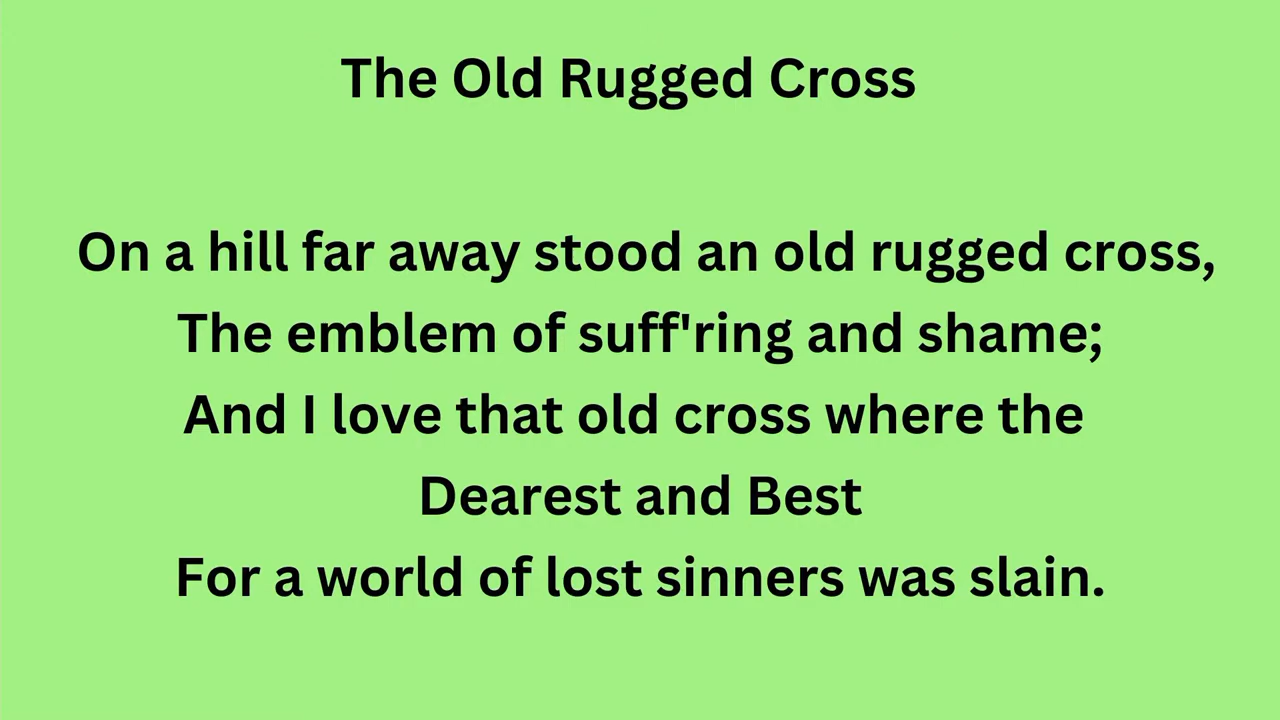 The Old Rugged Cross
On a hill far away stood an old rugged cross,
The emblem of suff'ring and shame;
And I love that old cross where the
Dearest and Best
For a world of lost sinners was slain.